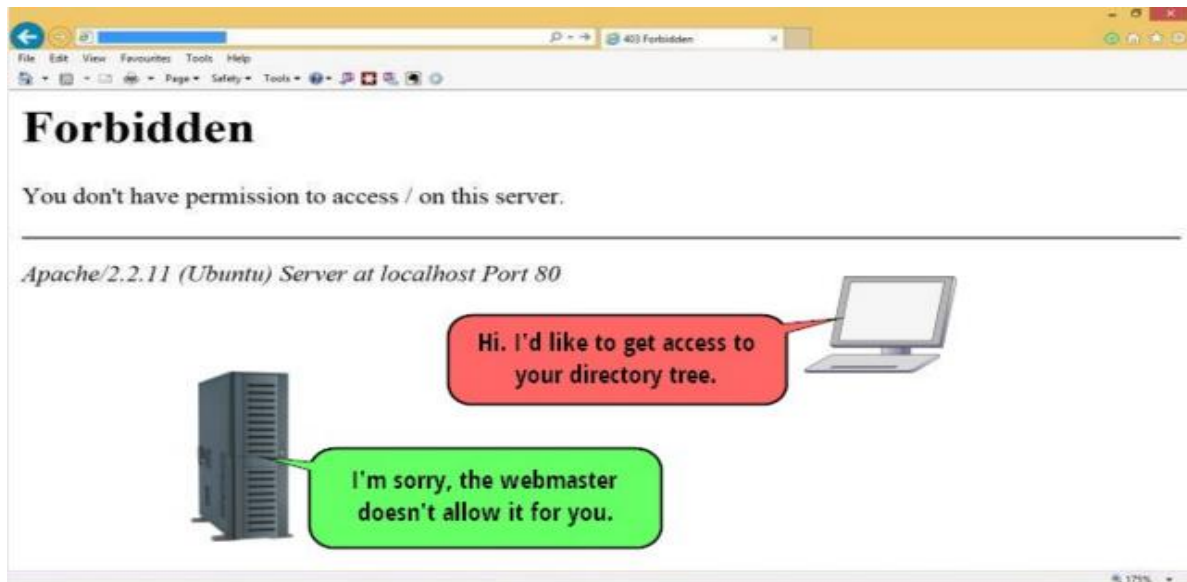 403 Forbidden
File Edit View Favourites Tools Help
Page Safety Tools
Forbidden
You don't have permission to access / on this server.
Apache/2.2.11 (Ubuntu) Server at localhost Port 80
Hi. I'd like to get access to
your directory tree.
I'm sorry, the webmaster
doesn't allow it for you.
175%